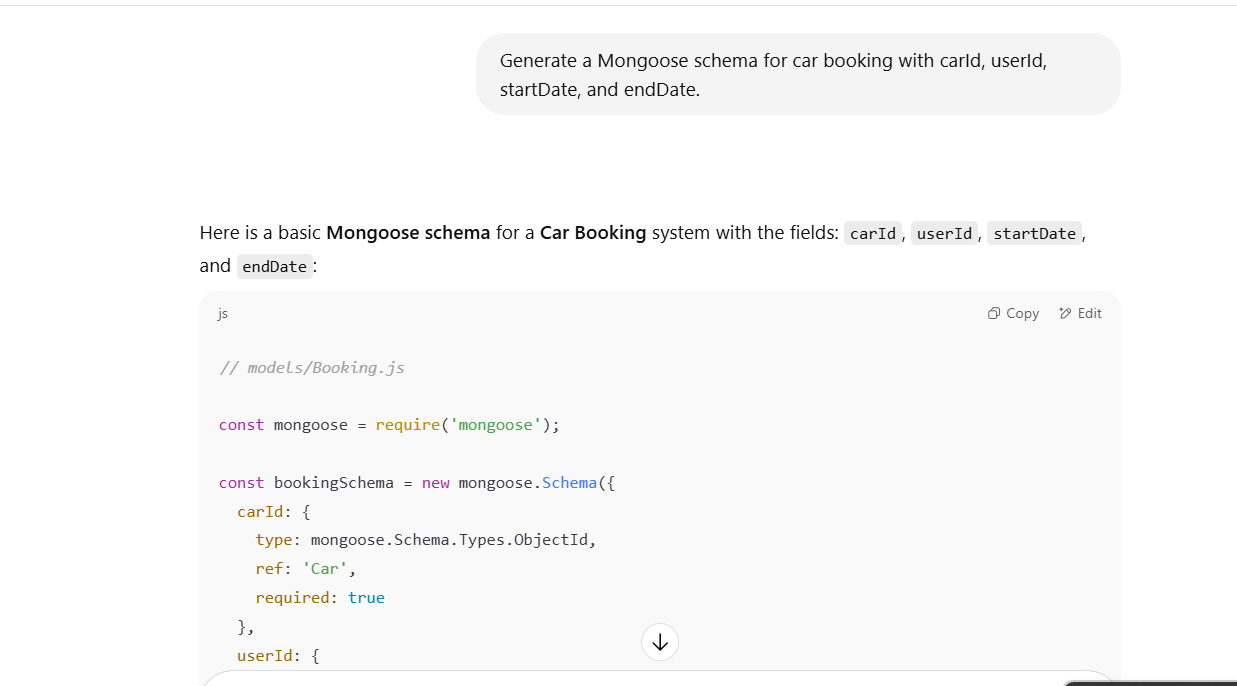 Generate a Mongoose schema for car booking with carId, userId,
startDate, and endDate.
Here is a basic Mongoose schema for a Car Booking system with the fields: carId, userId, startDate,
and endDate:
js Copy Edit
// models/Booking.js
const mongoose = require('mongoose');
const bookingSchema = new mongoose.Schema({
  carId: {
    type: mongoose.Schema.Types.ObjectId,
    ref: 'Car',
    required: true
  },
  userId: {